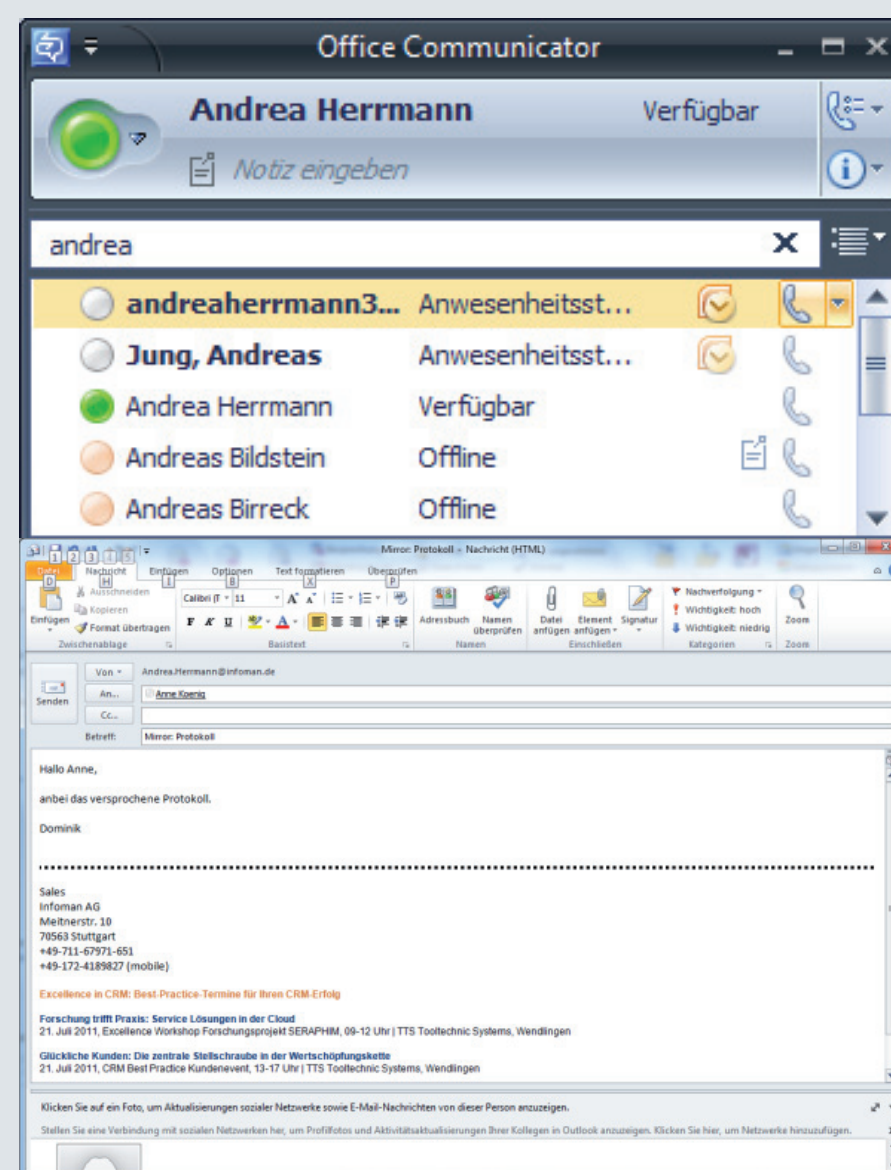 Office Communicator
Andrea Herrmann Verfügbar
Notiz eingeben
andrea
andreaherrmann3... Anwesenheitsst...
Jung, Andreas Anwesenheitsst...
Andrea Herrmann Verfügbar
Andreas Bildstein Offline
Andreas Birreck Offline
Mirror: Protokoll - Nachricht (HTML)
1 2 3
Datei Nachricht Einfügen Optionen Text formatieren Überprüfen
D H I B X P
Einfügen
Ausschneiden
Kopieren
Format übertragen
Zwischenablage
Calibri (T 11
F K U
Basistext
Adressbuch Namen überprüfen
Namen
Datei anfügen Element anfügen Signatur
Einschließen
Nachverfolgung
Wichtigkeit: hoch
Wichtigkeit: niedrig
Kategorien
Zoom
Zoom
Senden
Von Andrea.Herrmann@infoman.de
An... Anne Koenig
Cc...
Betreff: Mirror: Protokoll
Hallo Anne,
anbei das versprochene Protokoll.
Dominik
Sales
Infoman AG
Meitnerstr. 10
70563 Stuttgart
+49-711-67971-651
+49-172-4189827 (mobile)
Excellence in CRM: Best-Practice-Termine für Ihren CRM-Erfolg
Forschung trifft Praxis: Service Lösungen in der Cloud
21. Juli 2011, Excellence Workshop Forschungsprojekt SERAPHIM, 09-12 Uhr | TTS Tooltechnic Systems, Wendlingen
Glückliche Kunden: Die zentrale Stellschraube in der Wertschöpfungskette
21. Juli 2011, CRM Best Practice Kundenevent, 13-17 Uhr | TTS Tooltechnic Systems, Wendlingen
Klicken Sie auf ein Foto, um Aktualisierungen sozialer Netzwerke sowie E-Mail-Nachrichten von dieser Person anzuzeigen.
Stellen Sie eine Verbindung mit sozialen Netzwerken her, um Profilfotos und Aktivitätsaktualisierungen Ihrer Kollegen in Outlook anzuzeigen. Klicken Sie hier, um Netzwerke hinzuzufügen.